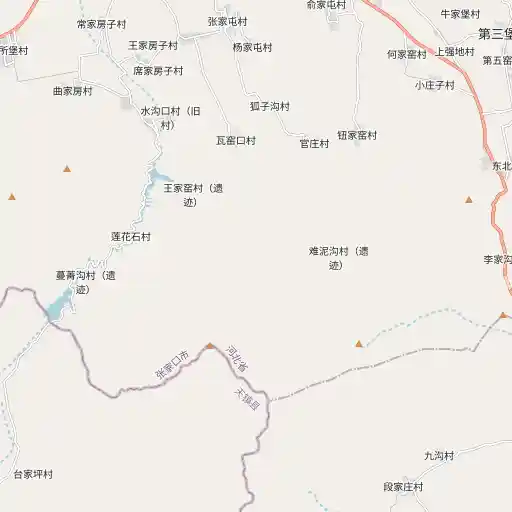 常家房子村
张家屯村
俞家屯村
牛家堡村
第三堡
所堡村
王家房子村
杨家屯村
何家窑村
上强地村
第五窑
席家房子村
曲家房村
小庄子村
水沟口村（旧
村）
狐子沟村
瓦窑口村
官庄村
钮家窑村
东北
王家窑村（遗
迹）
莲花石村
难泥沟村（遗
迹）
李家沟
蔓菁沟村（遗
迹）
张家口市
河北省
天镇县
台家坪村
九沟村
段家庄村